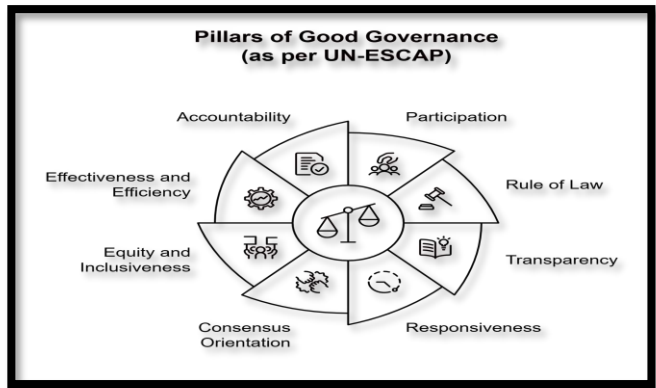 Pillars of Good Governance
(as per UN-ESCAP)
Accountability
Participation
Effectiveness and
Efficiency
Rule of Law
Equity and
Inclusiveness
Transparency
Consensus
Orientation
Responsiveness